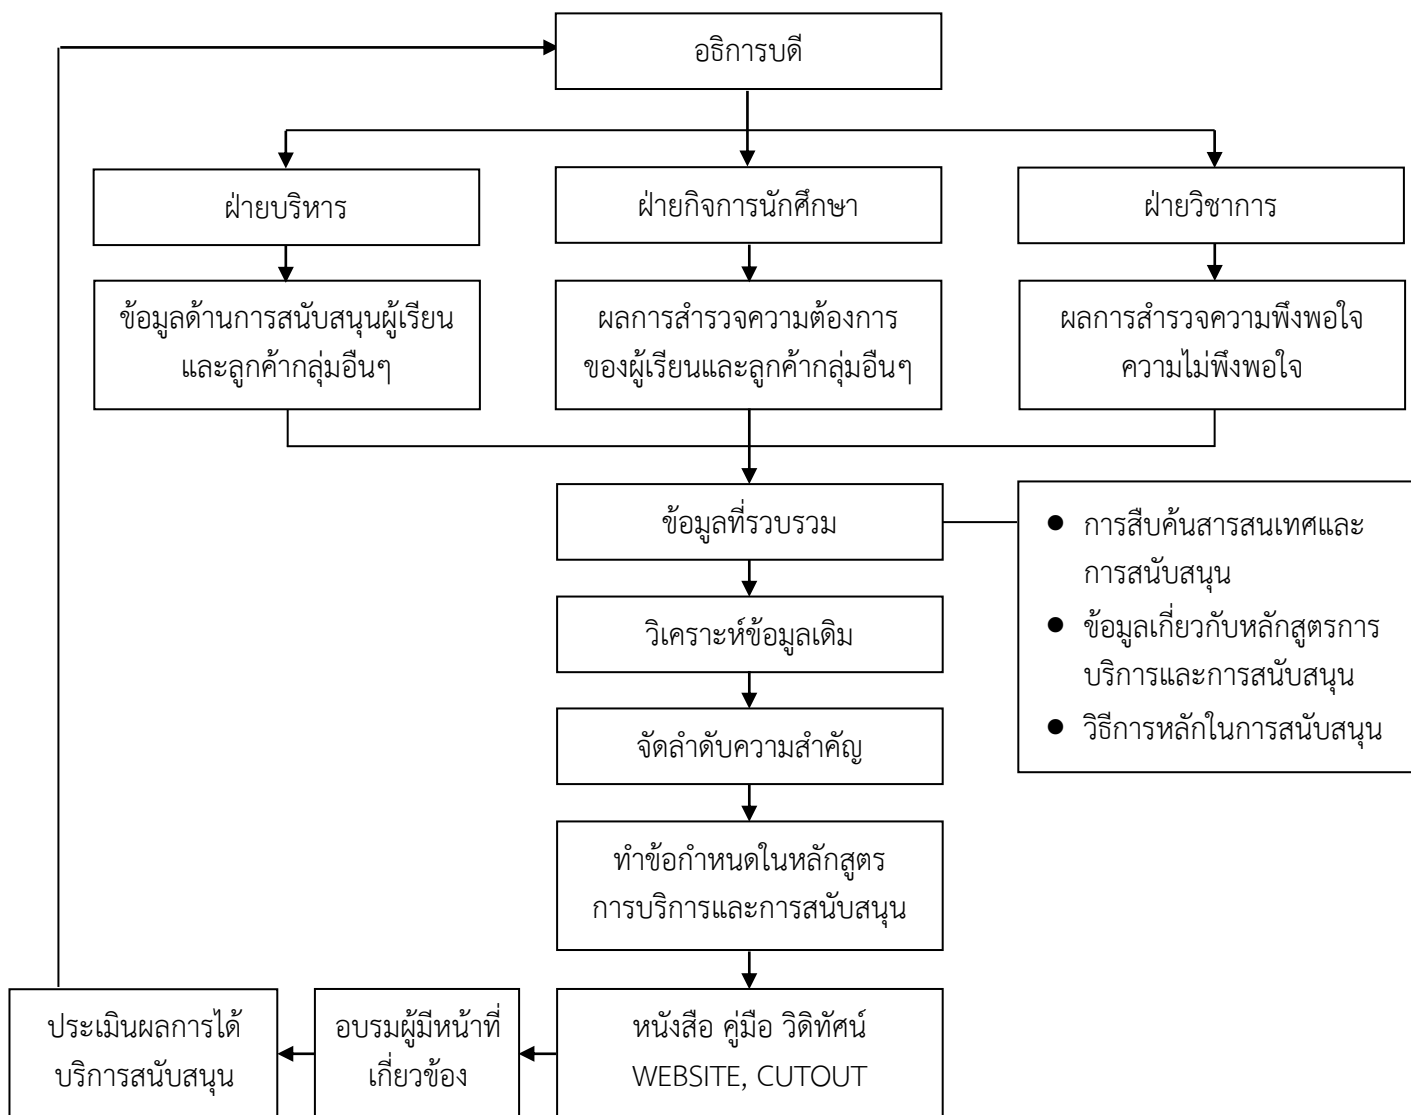 อธิการบดี
ฝ่ายบริหาร
ฝ่ายกิจการนักศึกษา
ฝ่ายวิชาการ
ข้อมูลด้านการสนับสนุนผู้เรียน
และลูกค้ากลุ่มอื่นๆ
ผลการสำรวจความต้องการ
ของผู้เรียนและลูกค้ากลุ่มอื่นๆ
ผลการสำรวจความพึงพอใจ
ความไม่พึงพอใจ
ข้อมูลที่รวบรวม
● การสืบค้นสารสนเทศและ
การสนับสนุน
● ข้อมูลเกี่ยวกับหลักสูตรการ
บริการและการสนับสนุน
● วิธีการหลักในการสนับสนุน
วิเคราะห์ข้อมูลเดิม
จัดลำดับความสำคัญ
ทำข้อกำหนดในหลักสูตร
การบริการและการสนับสนุน
หนังสือ คู่มือ วิดิทัศน์
WEBSITE, CUTOUT
อบรมผู้มีหน้าที่
เกี่ยวข้อง
ประเมินผลการได้
บริการสนับสนุน